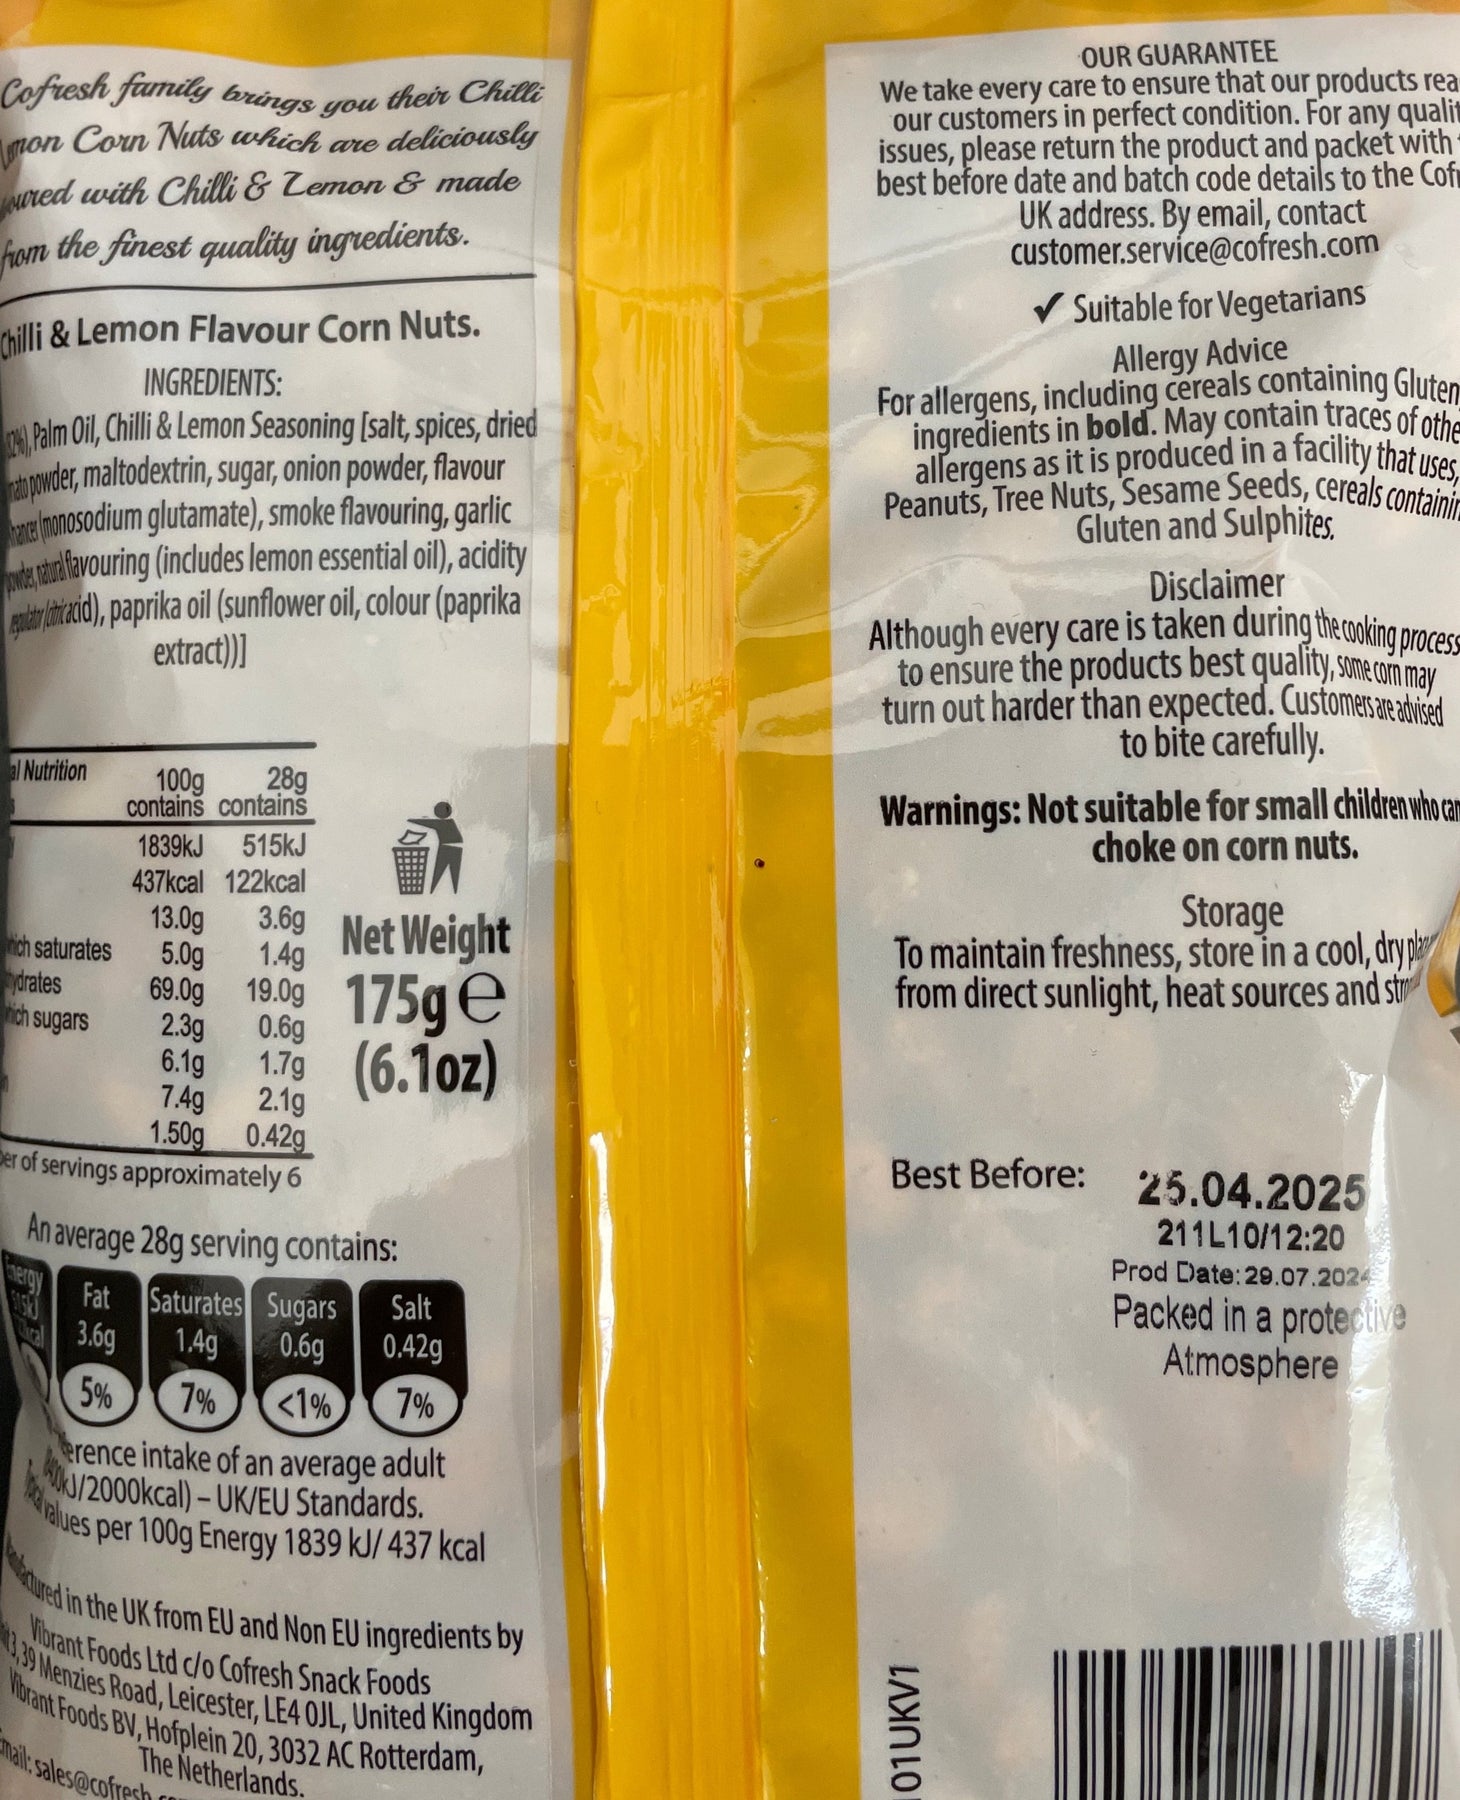 Cofresh family brings you their Chilli
Corn Nuts which are deliciously
with Chilli & Lemon & made
from the finest quality ingredients.
Chilli & Lemon Flavour Corn Nuts.
INGREDIENTS:
Palm Oil, Chilli & Lemon Seasoning [salt, spices, dried
powder, maltodextrin, sugar, onion powder, flavour
(monosodium glutamate), smoke flavouring, garlic
powder, natural flavouring (includes lemon essential oil), acidity
regulator (citric acid), paprika oil (sunflower oil, colour (paprika
extract))]
Nutrition
100g 28g
contains contains
1839kJ 515kJ
437kcal 122kcal
13.0g 3.6g
saturates 5.0g 1.4g
69.0g 19.0g
sugars 2.3g 0.6g
6.1g 1.7g
7.4g 2.1g
1.50g 0.42g
of servings approximately 6
Net Weight
175g e
(6.1oz)
An average 28g serving contains:
Energy Fat Saturates Sugars Salt
3.6g 1.4g 0.6g 0.42g
5% 7% <1% 7%
intake of an average adult
/2000kcal) – UK/EU Standards.
values per 100g Energy 1839 kJ/ 437 kcal
in the UK from EU and Non EU ingredients by
Vibrant Foods Ltd c/o Cofresh Snack Foods
39 Menzies Road, Leicester, LE4 0JL, United Kingdom
Vibrant Foods BV, Hofplein 20, 3032 AC Rotterdam,
The Netherlands.
OUR GUARANTEE
We take every care to ensure that our products
our customers in perfect condition. For any
issues, please return the product and packet with
best before date and batch code details to the
UK address. By email, contact
customer.service@cofresh.com
✓ Suitable for Vegetarians
Allergy Advice
For allergens, including cereals containing Gluten,
ingredients in bold. May contain traces of
allergens as it is produced in a facility that uses,
Peanuts, Tree Nuts, Sesame Seeds, cereals
Gluten and Sulphites.
Disclaimer
Although every care is taken during the cooking process
to ensure the products best quality, some corn may
turn out harder than expected. Customers are advised
to bite carefully.
Warnings: Not suitable for small children who can
choke on corn nuts.
Storage
To maintain freshness, store in a cool, dry
from direct sunlight, heat sources and
Best Before: 25.04.2025
211L10/12:20
Prod Date:29.07.2024
Packed in a protective
Atmosphere
01UKV1